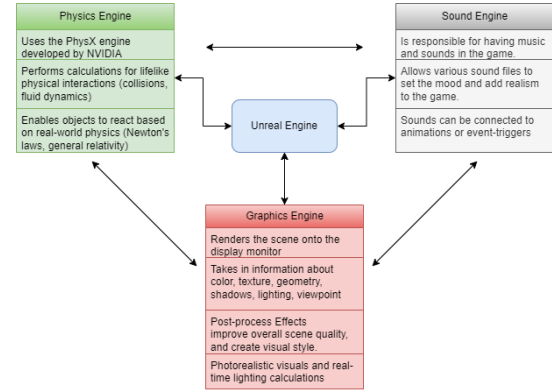 Physics Engine
Uses the PhysX engine
developed by NVIDIA
Performs calculations for lifelike
physical interactions (collisions,
fluid dynamics)
Enables objects to react based
on real-world physics (Newton's
laws, general relativity)
Sound Engine
Is responsible for having music
and sounds in the game.
Allows various sound files to
set the mood and add realism to
the game.
Sounds can be connected to
animations or event-triggers
Unreal Engine
Graphics Engine
Renders the scene onto the
display monitor
Takes in information about
color, texture, geometry,
shadows, lighting, viewpoint
Post-process Effects
improve overall scene quality,
and create visual style.
Photorealistic visuals and real-
time lighting calculations